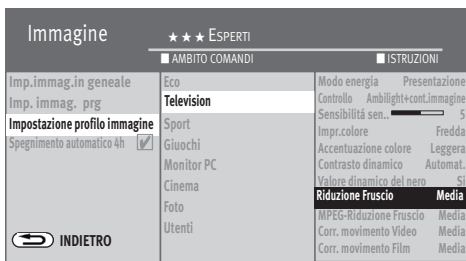 Immagine
★★★ ESPERTI
AMBITO COMANDI
ISTRUZIONI
Imp.immag.in geneale
Imp. immag. prg
Impostazione profilo immagine
Spegnimento automatico 4h
INDIETRO
Eco
Television
Sport
Giuochi
Monitor PC
Cinema
Foto
Utenti
Modo energia Presentazione
Controllo Ambilight+cont.immagine
Sensibilitá sen.. 5
Impr.colore Fredda
Accentuazione colore Leggera
Contrasto dinamico Automat.
Valore dinamico del nero Si
Riduzione Fruscio Media
MPEG-Riduzione Fruscio Media
Corr. movimento Video Media
Corr. movimento Film Media